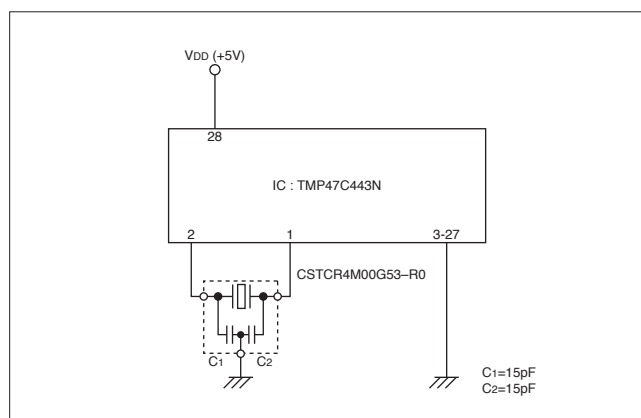 VDD (+5V)
28
IC : TMP47C443N
2 1 3-27
CSTCR4M00G53–R0
C1 C2
C1=15pF
C2=15pF